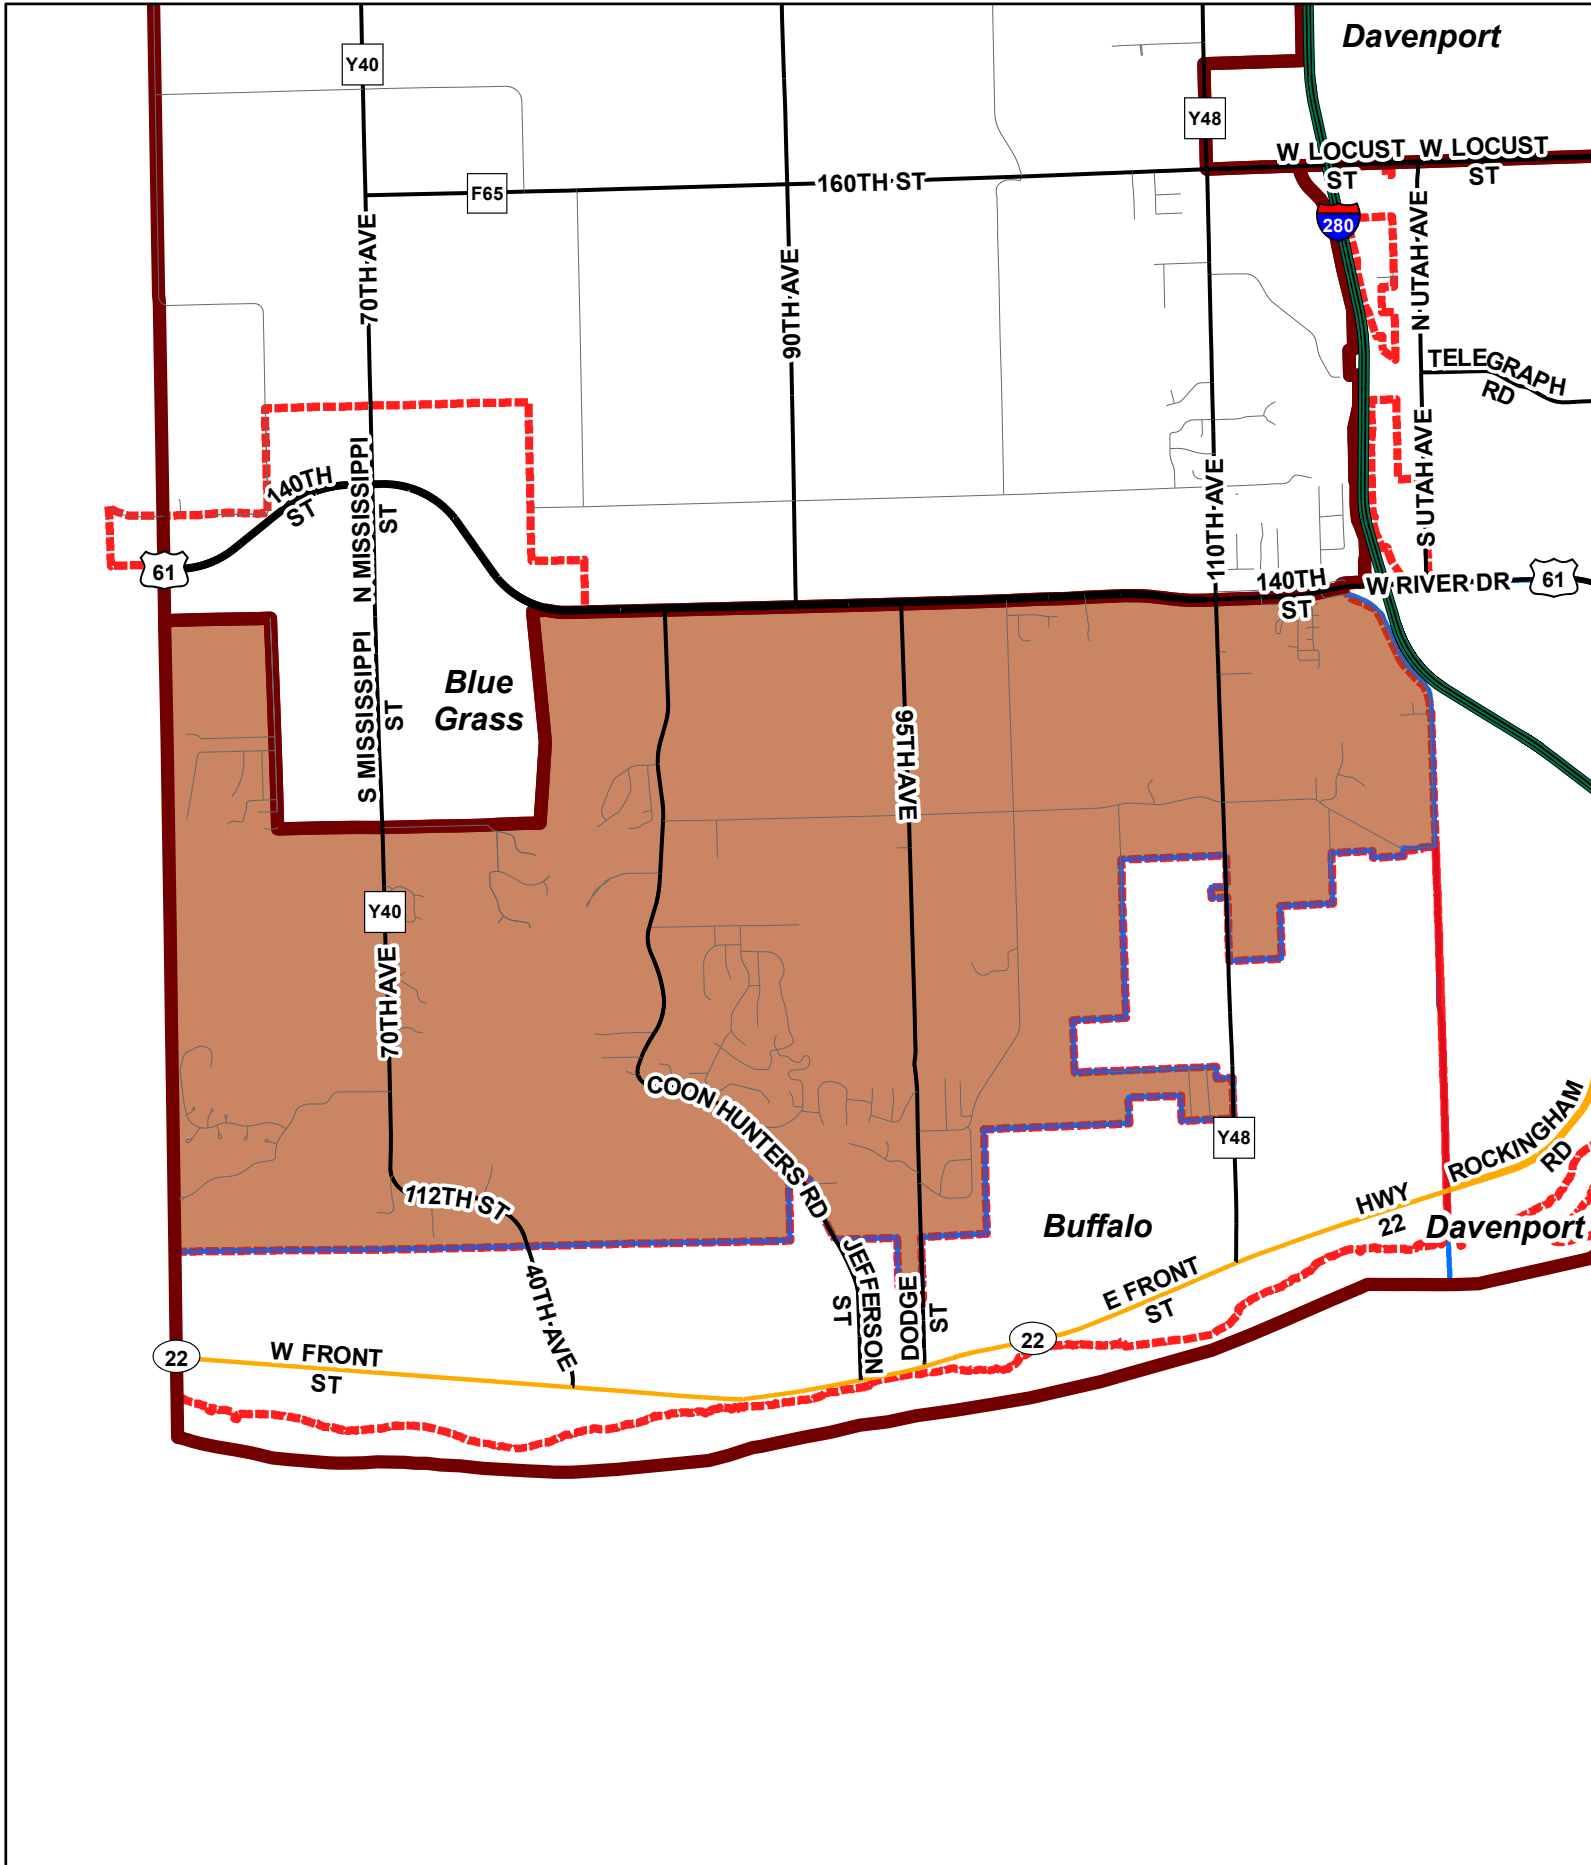 Davenport
Y40
Y48
W LOCUST
ST
W LOCUST
ST
160TH ST
F65
280
70TH AVE
90TH AVE
N UTAH AVE
TELEGRAPH
RD
S UTAH AVE
140TH
ST
N MISSISSIPPI
ST
110TH AVE
61
140TH
ST
W RIVER DR
61
S MISSISSIPPI
ST
Blue
Grass
95TH AVE
Y40
70TH AVE
COON HUNTERS RD
Y48
ROCKINGHAM
RD
112TH ST
HWY
22
Buffalo
Davenport
40TH AVE
JEFFERSON
ST
DODGE
ST
E FRONT
ST
22
22
W FRONT
ST